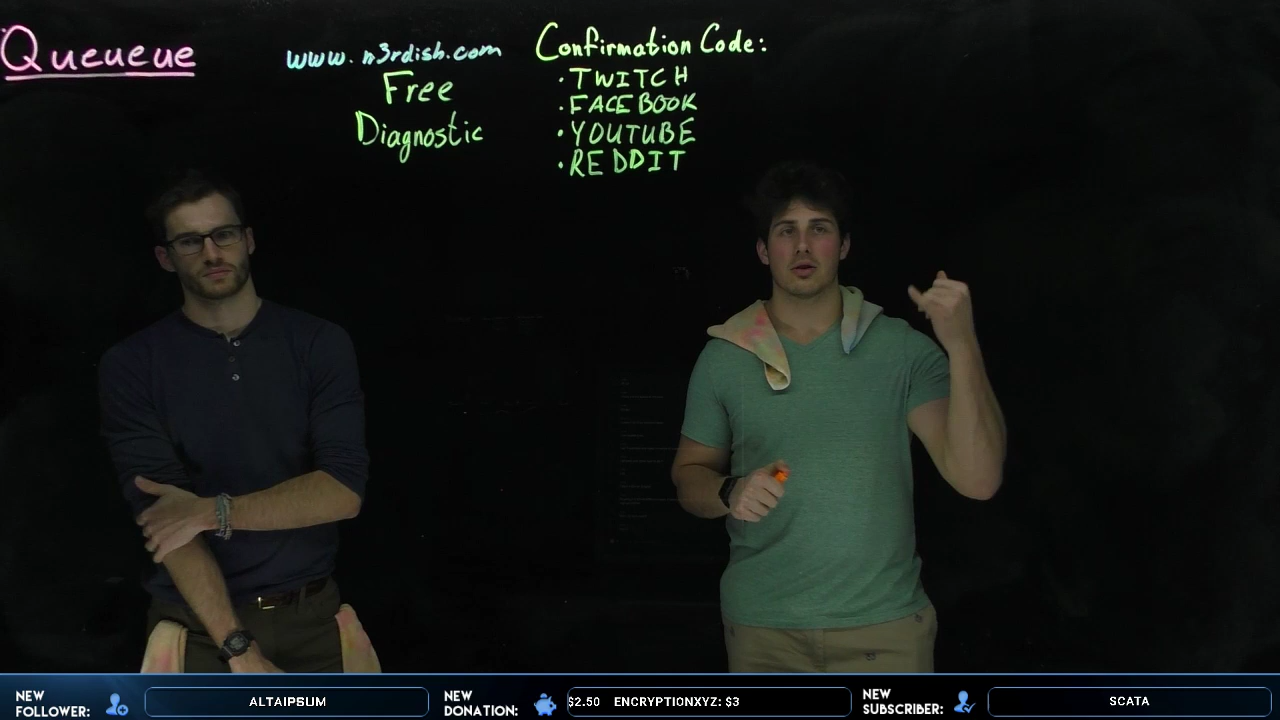 Queueue
www.n3rdish.com
Free
Diagnostic
Confirmation Code:
• TWITCH
• FACEBOOK
• YOUTUBE
• REDDIT
NEW FOLLOWER:
ALTAIPSUM
NEW DONATION:
$2.50 ENCRYPTIONXYZ: $3
NEW SUBSCRIBER:
SCATA